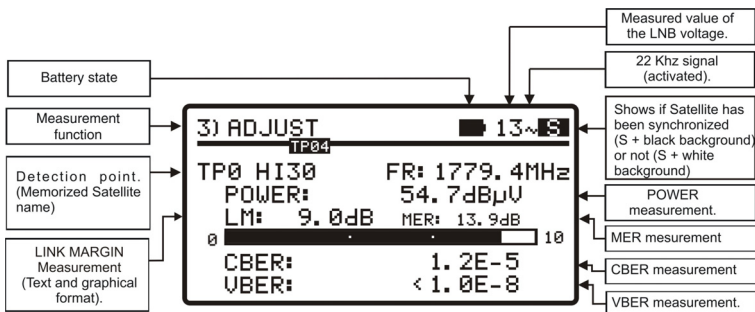 Measured value of
the LNB voltage.
22 Khz signal
(activated).
Battery state
Measurement
function
Shows if Satellite has
been synchronized
(S + black background)
or not (S + white
background)
Detection point.
(Memorized Satellite
name)
LINK MARGIN
Measurement
(Text and graphical
format).
3) ADJUST 13~S
TP04
TP0 HI30 FR: 1779.4MHz
POWER: 54.7dBµV
LM: 9.0dB MER: 13.9dB
0 10
CBER: 1.2E-5
VBER: <1.0E-8
POWER
measurement.
MER mesurement
CBER measurement
VBER measurement.